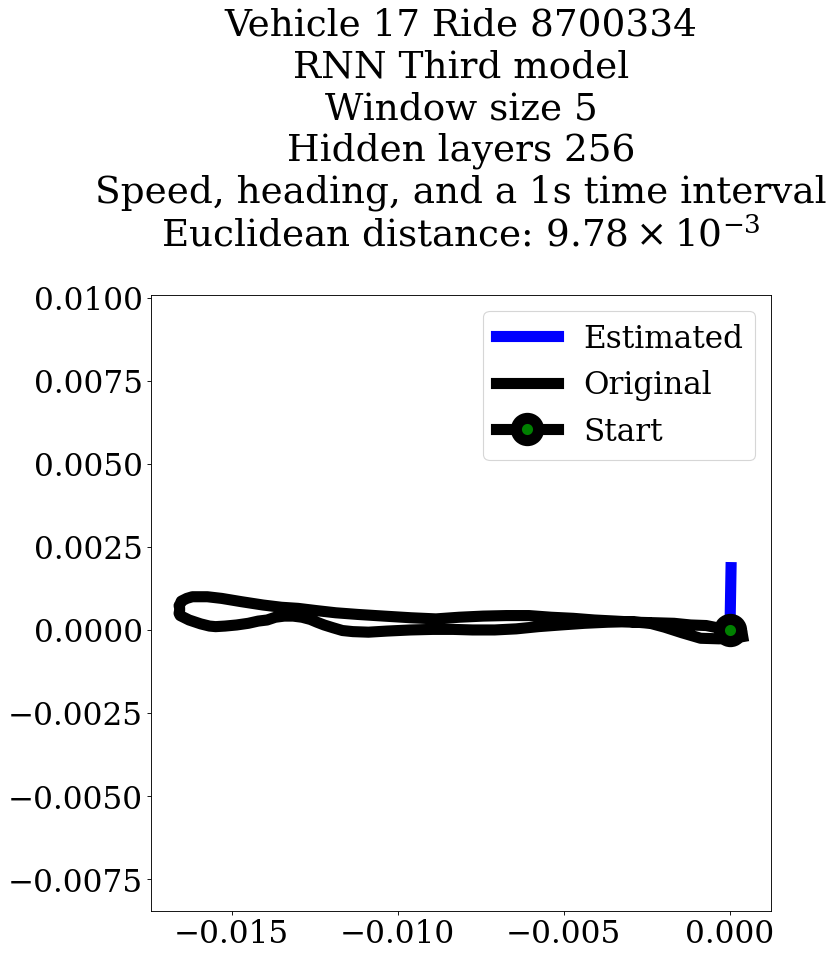 Vehicle 17 Ride 8700334
RNN Third model
Window size 5
Hidden layers 256
Speed, heading, and a 1s time interval
Euclidean distance: 9.78 × 10⁻³
0.0100
0.0075
0.0050
0.0025
0.0000
−0.0025
−0.0050
−0.0075
Estimated
Original
Start
−0.015
−0.010
−0.005
0.000